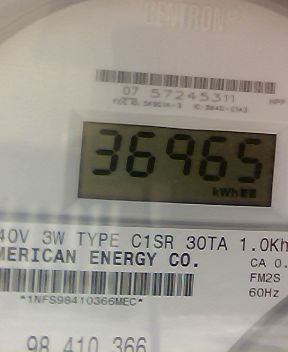 CENTRON
07 57245311
36965
kWh
40V 3W TYPE C1SR 30TA 1.0Kh
MERICAN ENERGY CO.
CA 0.
FM2S
60Hz
*1NFS98410366MEC*
98 410 366